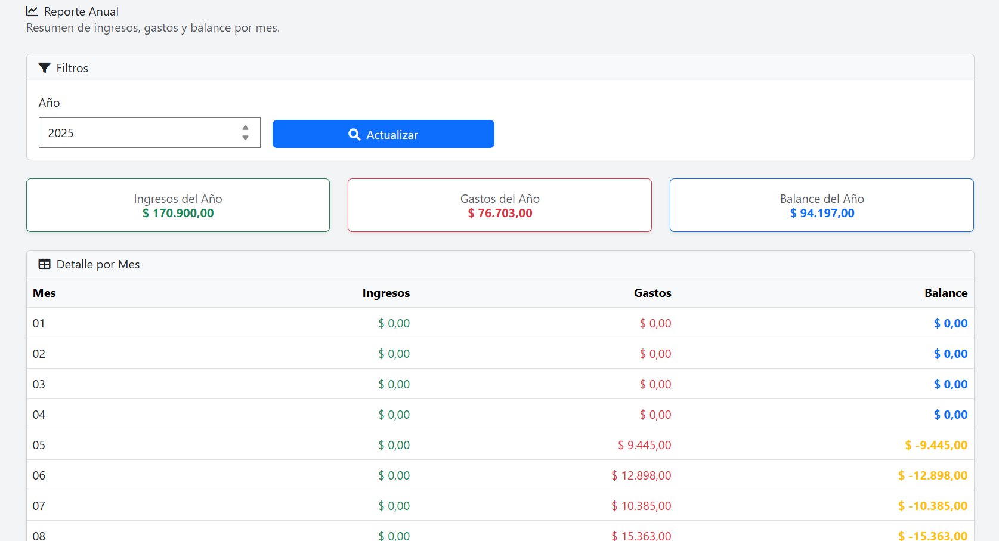 Reporte Anual
Resumen de ingresos, gastos y balance por mes.
Filtros
Año
2025
Actualizar
Ingresos del Año
$ 170.900,00
Gastos del Año
$ 76.703,00
Balance del Año
$ 94.197,00
Detalle por Mes
Mes Ingresos Gastos Balance
01 $ 0,00 $ 0,00 $ 0,00
02 $ 0,00 $ 0,00 $ 0,00
03 $ 0,00 $ 0,00 $ 0,00
04 $ 0,00 $ 0,00 $ 0,00
05 $ 0,00 $ 9.445,00 $ -9.445,00
06 $ 0,00 $ 12.898,00 $ -12.898,00
07 $ 0,00 $ 10.385,00 $ -10.385,00
08 $ 0,00 $ 15.363,00 $ -15.363,00